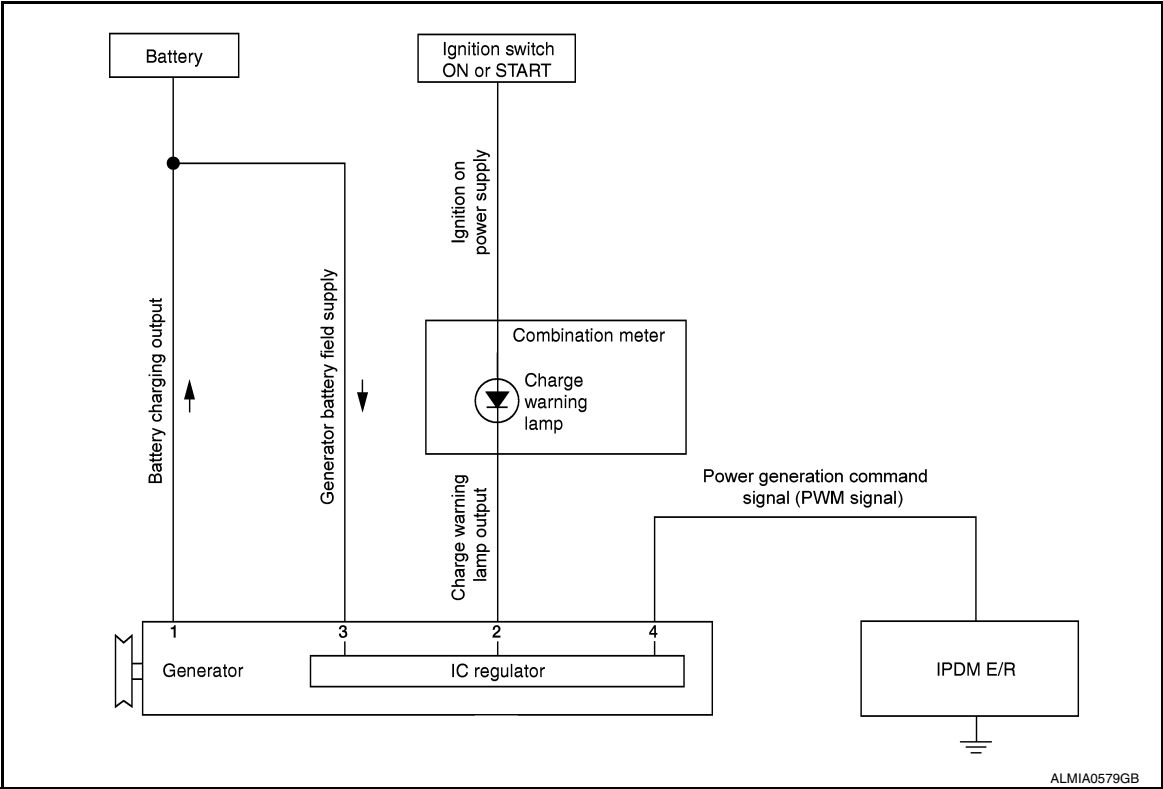 Battery
Ignition switch
ON or START
Ignition on
power supply
Battery charging output
Generator battery field supply
Combination meter
Charge
warning
lamp
Charge warning
lamp output
Power generation command
signal (PWM signal)
1
3
2
4
Generator
IC regulator
IPDM E/R
ALMIA0579GB